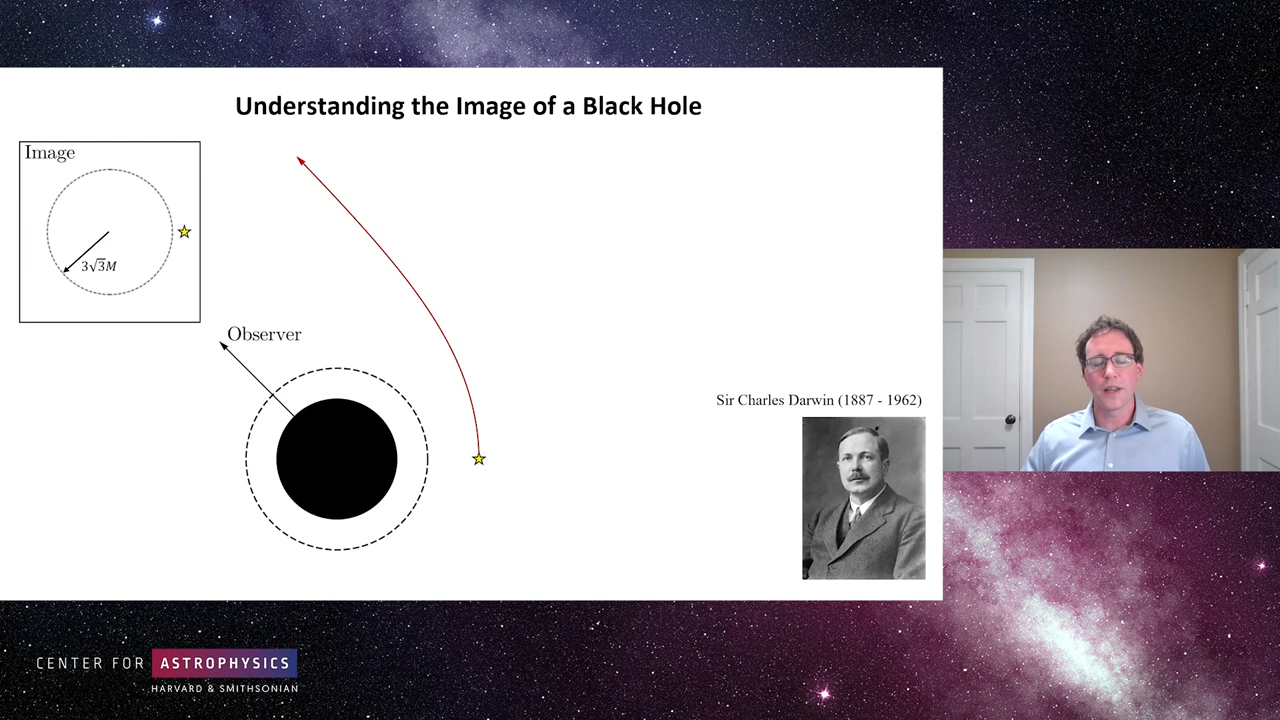 Understanding the Image of a Black Hole
Image
3√3M
Observer
Sir Charles Darwin (1887 - 1962)
CENTER FOR ASTROPHYSICS
HARVARD & SMITHSONIAN